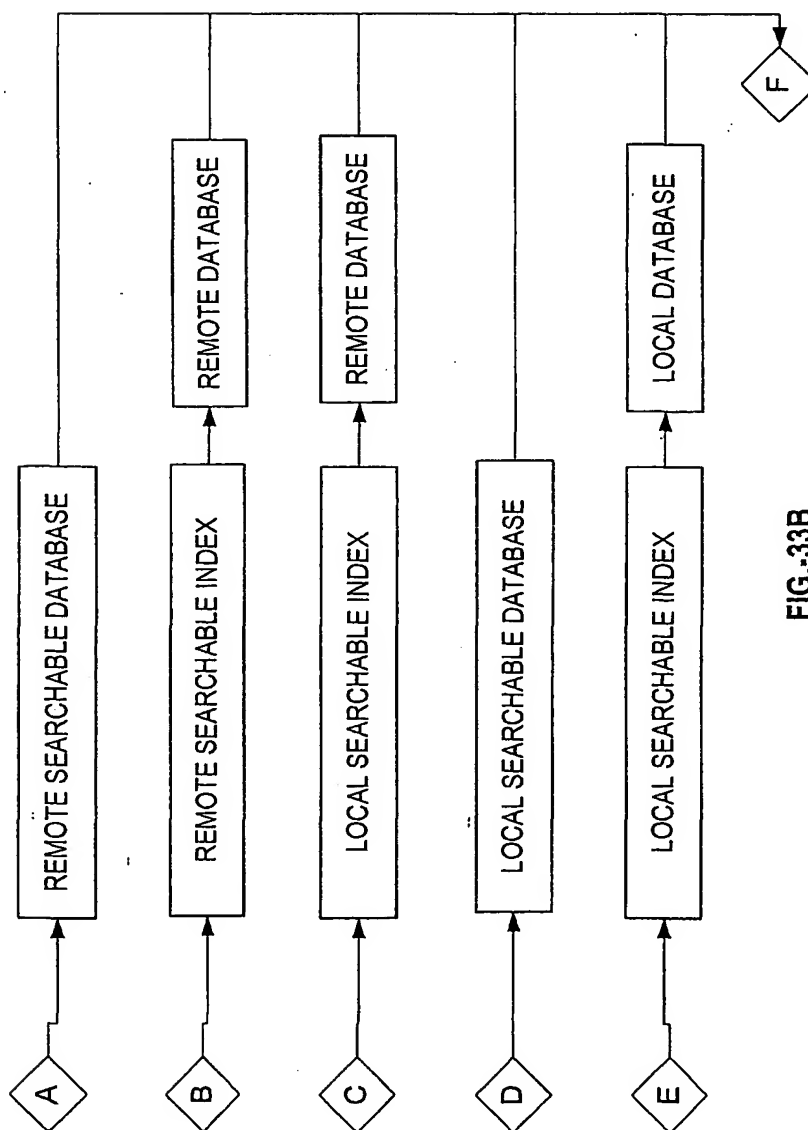 A
REMOTE SEARCHABLE DATABASE
B
REMOTE SEARCHABLE INDEX
REMOTE DATABASE
C
LOCAL SEARCHABLE INDEX
REMOTE DATABASE
D
LOCAL SEARCHABLE DATABASE
E
LOCAL SEARCHABLE INDEX
LOCAL DATABASE
F
FIG.-33B